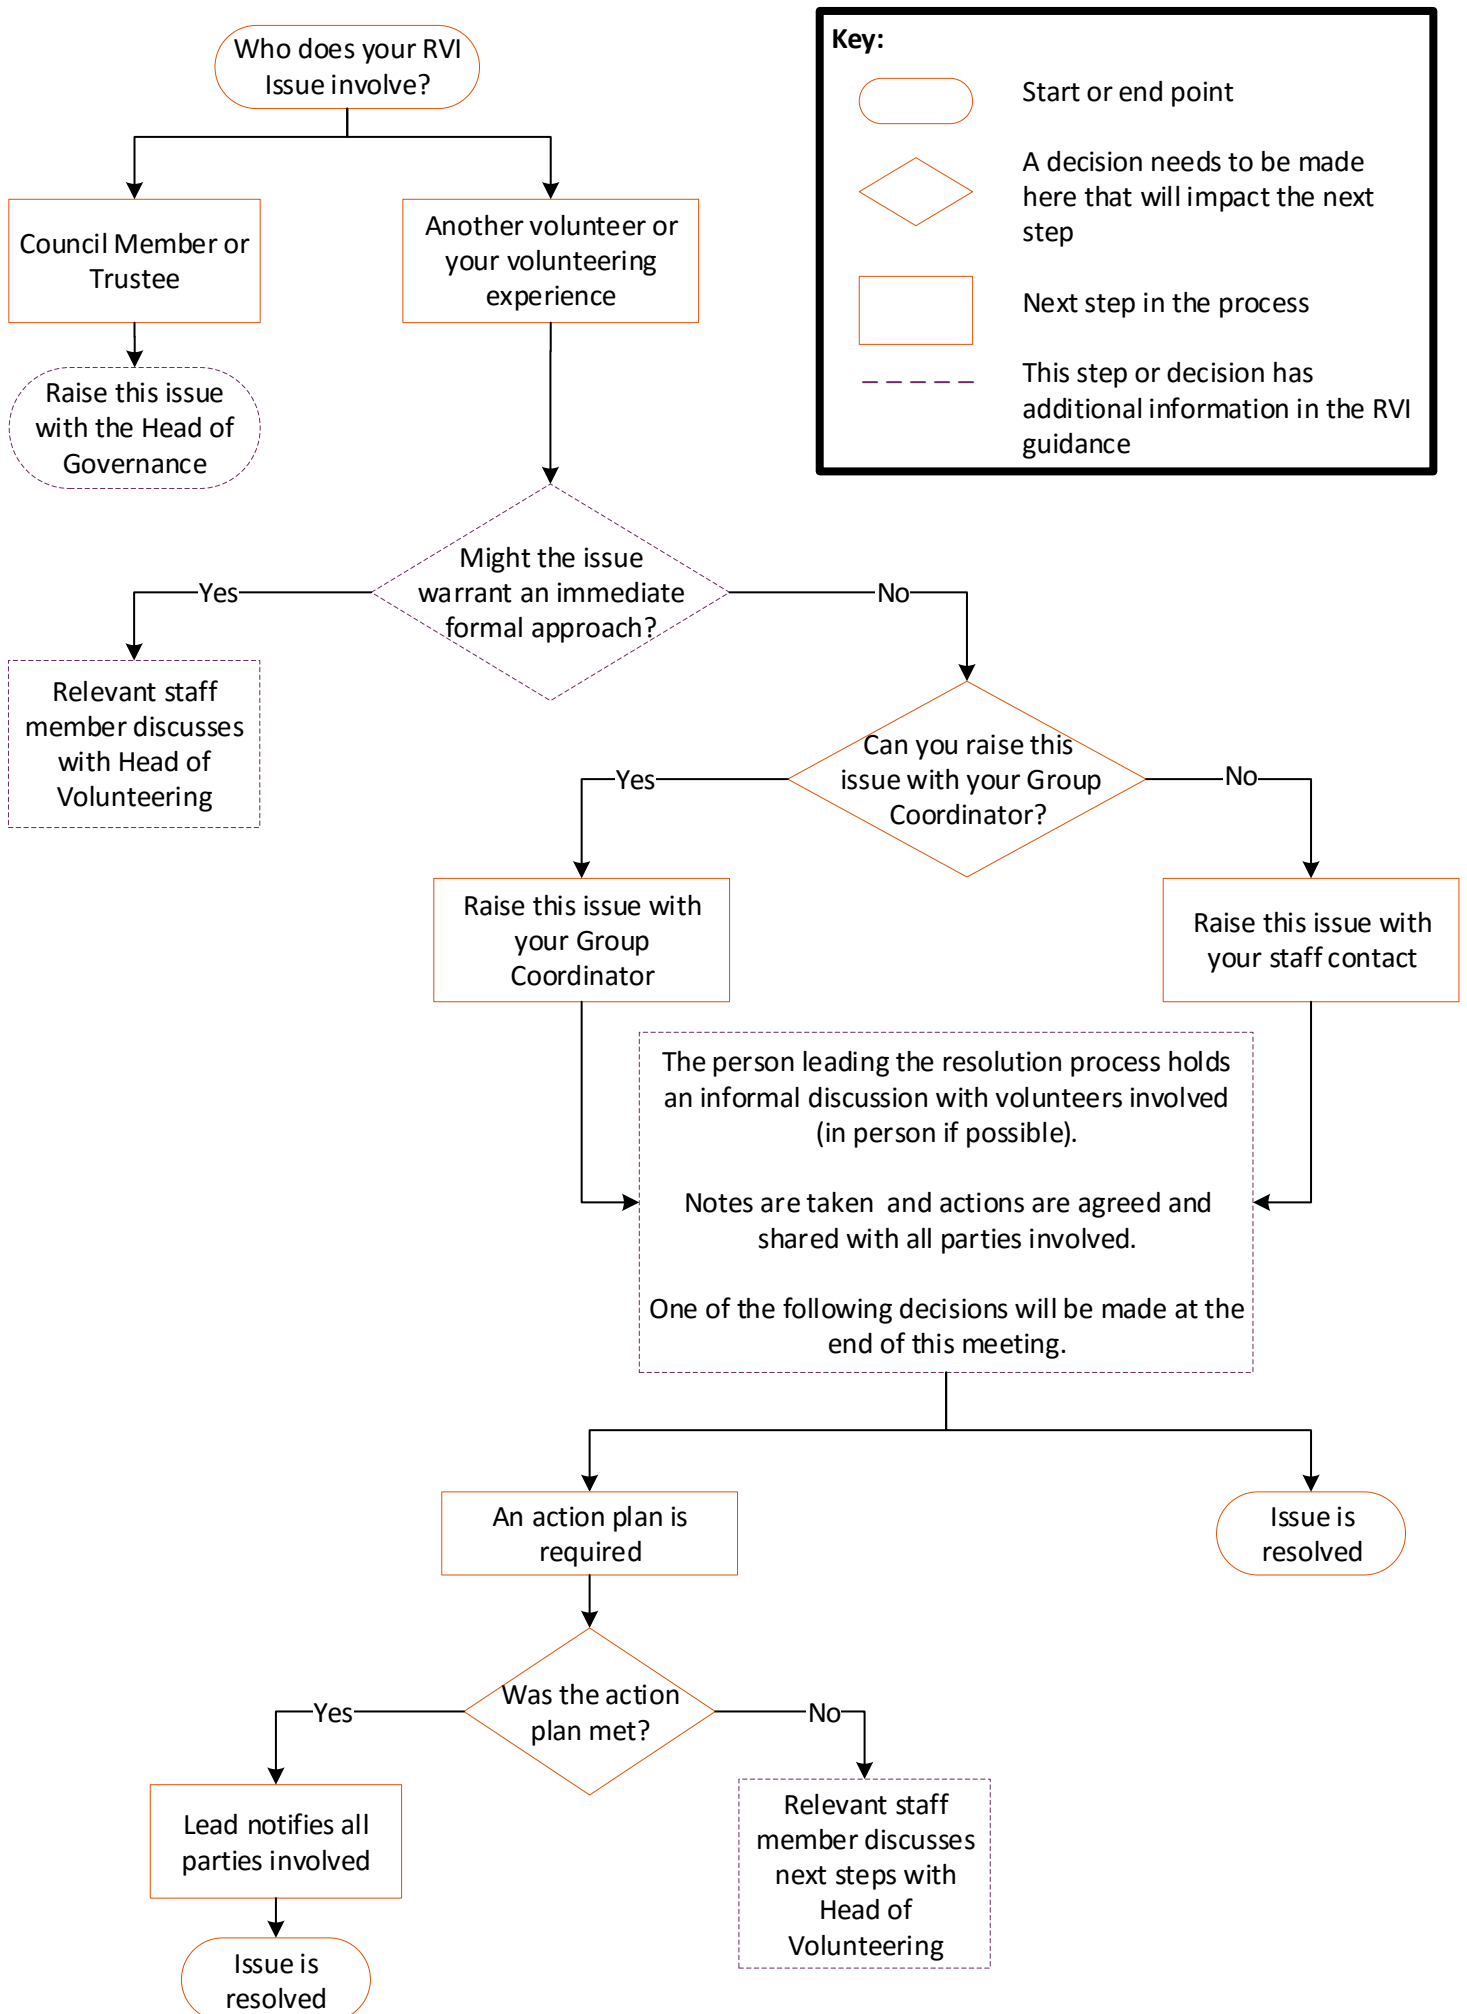 Who does your RVI
Issue involve?
Key:
Start or end point
A decision needs to be made
here that will impact the next
step
Next step in the process
This step or decision has
additional information in the RVI
guidance
Council Member or
Trustee
Another volunteer or
your volunteering
experience
Raise this issue
with the Head of
Governance
Might the issue
warrant an immediate
formal approach?
Yes
No
Relevant staff
member discusses
with Head of
Volunteering
Can you raise this
issue with your Group
Coordinator?
Yes
No
Raise this issue with
your Group
Coordinator
Raise this issue with
your staff contact
The person leading the resolution process holds
an informal discussion with volunteers involved
(in person if possible).
Notes are taken and actions are agreed and
shared with all parties involved.
One of the following decisions will be made at the
end of this meeting.
An action plan is
required
Issue is
resolved
Was the action
plan met?
Yes
No
Lead notifies all
parties involved
Relevant staff
member discusses
next steps with
Head of
Volunteering
Issue is
resolved